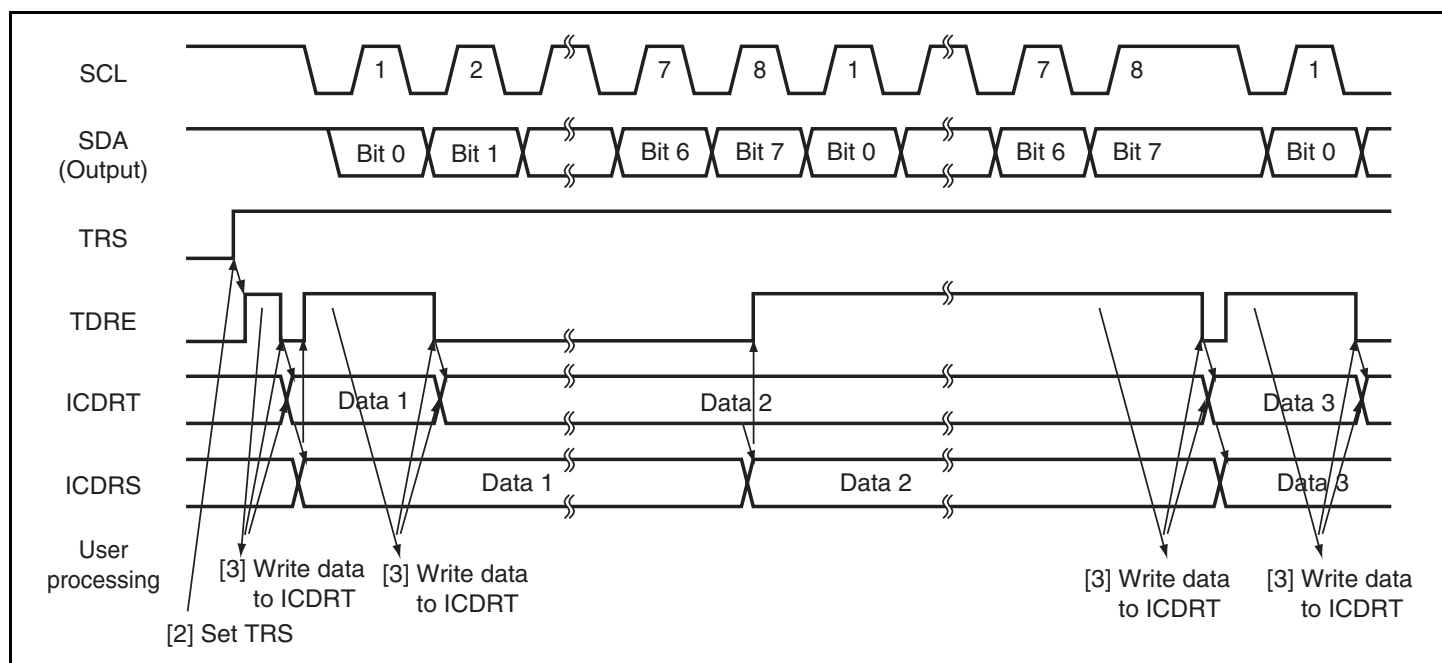 SCL
1
2
7
8
1
7
8
1
SDA
(Output)
Bit 0
Bit 1
Bit 6
Bit 7
Bit 0
Bit 6
Bit 7
Bit 0
TRS
TDRE
ICDRT
Data 1
Data 2
Data 3
ICDRS
Data 1
Data 2
Data 3
User
processing
[3] Write data
to ICDRT
[3] Write data
to ICDRT
[3] Write data
to ICDRT
[3] Write data
to ICDRT
[2] Set TRS